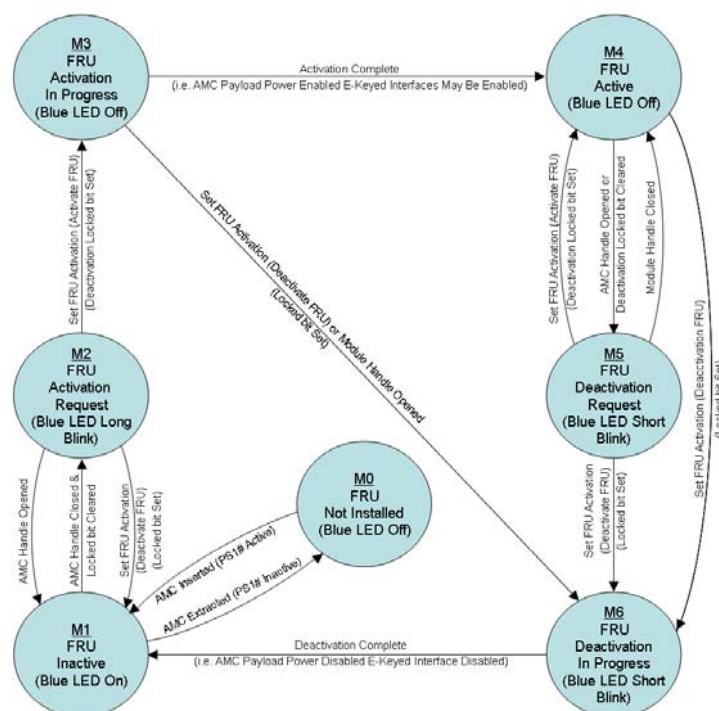 M3
FRU
Activation
In Progress
(Blue LED Off)
Activation Complete
(i.e. AMC Payload Power Enabled E-Keyed Interfaces May Be Enabled)
M4
FRU
Active
(Blue LED Off)
Set FRU Activation (Activate FRU)
(Deactivation Locked bit Set)
Set FRU Activation (Deactivate FRU) or Module Handle Opened
(Locked bit Set)
Set FRU Activation (Activate FRU)
(Deactivation Locked bit Set)
AMC Handle Opened or
Deactivation Locked bit Cleared
Module Handle Closed
Set FRU Activation (Deacctivation FRU)
(Locked bit Set)
M2
FRU
Activation
Request
(Blue LED Long
Blink)
M5
FRU
Deactivation
Request
(Blue LED Short
Blink)
M0
FRU
Not Installed
(Blue LED Off)
AMC Handle Opened
AMC Handle Closed &
Locked bit Cleared
Set FRU Activation
(Deactivate FRU)
(Locked bit Set)
AMC Inserted (PS1# Active)
AMC Extracted (PS1# Inactive)
Set FRU Activation
(Deactivate FRU)
(Locked bit Set)
M1
FRU
Inactive
(Blue LED On)
Deactivation Complete
(i.e. AMC Payload Power Disabled E-Keyed Interface Disabled)
M6
FRU
Deactivation
In Progress
(Blue LED Short
Blink)